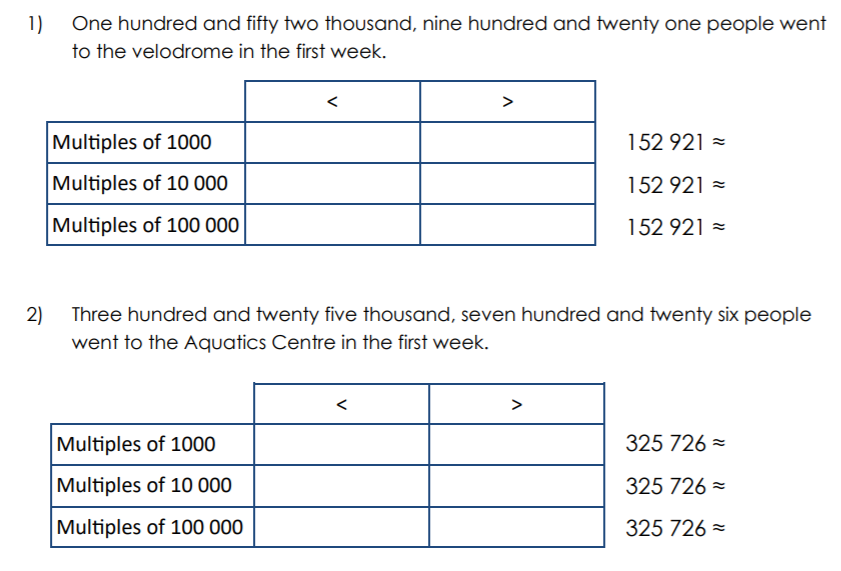 1) One hundred and fifty two thousand, nine hundred and twenty one people went
to the velodrome in the first week.
< >
Multiples of 1000 152 921 ≈
Multiples of 10 000 152 921 ≈
Multiples of 100 000 152 921 ≈
2) Three hundred and twenty five thousand, seven hundred and twenty six people
went to the Aquatics Centre in the first week.
< >
Multiples of 1000 325 726 ≈
Multiples of 10 000 325 726 ≈
Multiples of 100 000 325 726 ≈